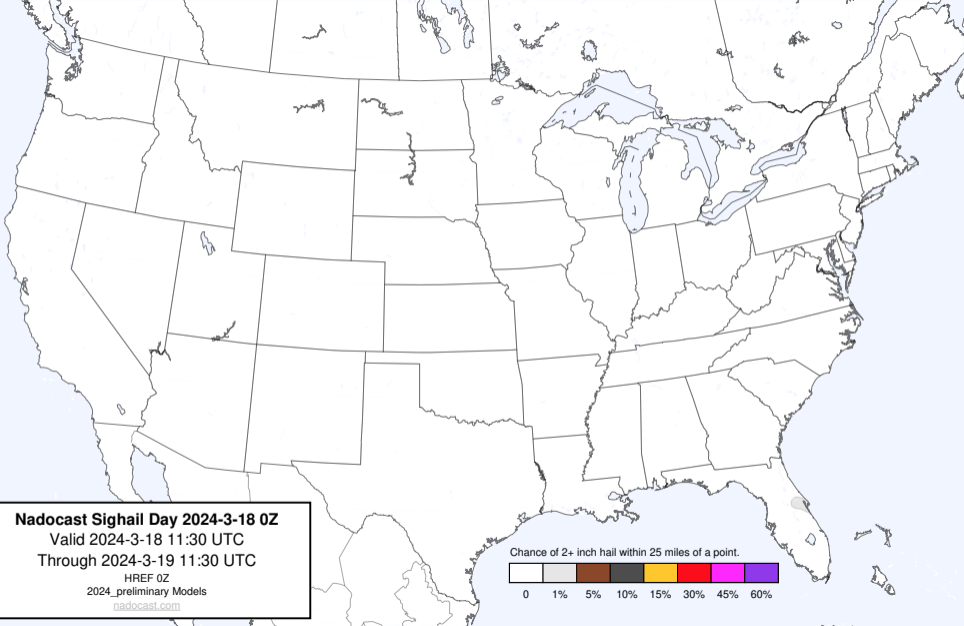 Nadocast Sighail Day 2024-3-18 0Z
Valid 2024-3-18 11:30 UTC
Through 2024-3-19 11:30 UTC
HREF 0Z
2024_preliminary Models
nadocast.com
Chance of 2+ inch hail within 25 miles of a point.
0 1% 5% 10% 15% 30% 45% 60%